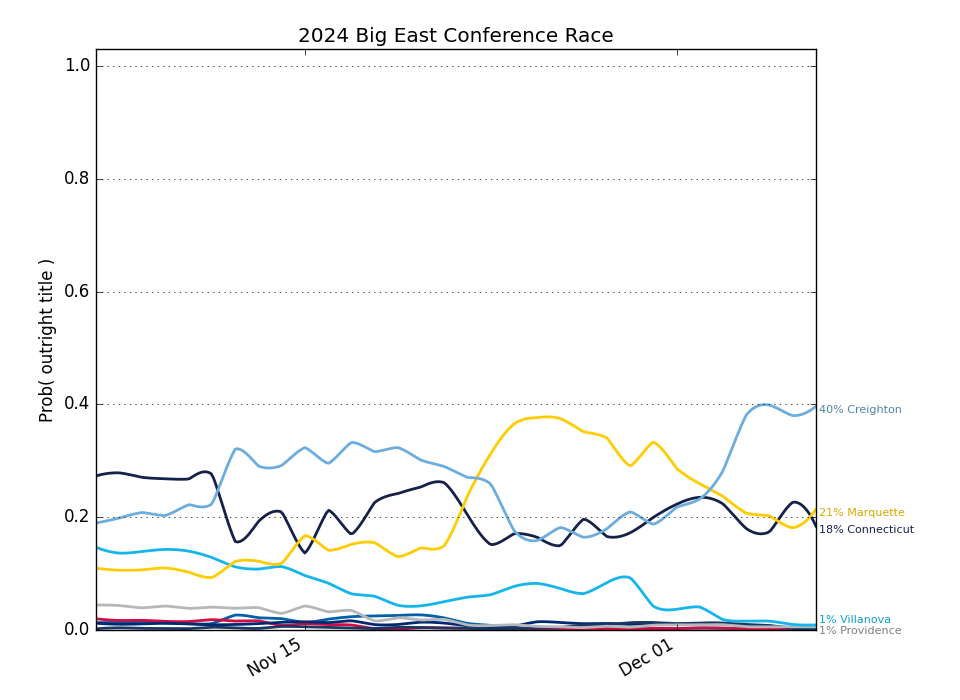 2024 Big East Conference Race
Prob( outright title )
1.0
0.8
0.6
0.4
0.2
0.0
Nov 15
Dec 01
40% Creighton
21% Marquette
18% Connecticut
1% Villanova
1% Providence